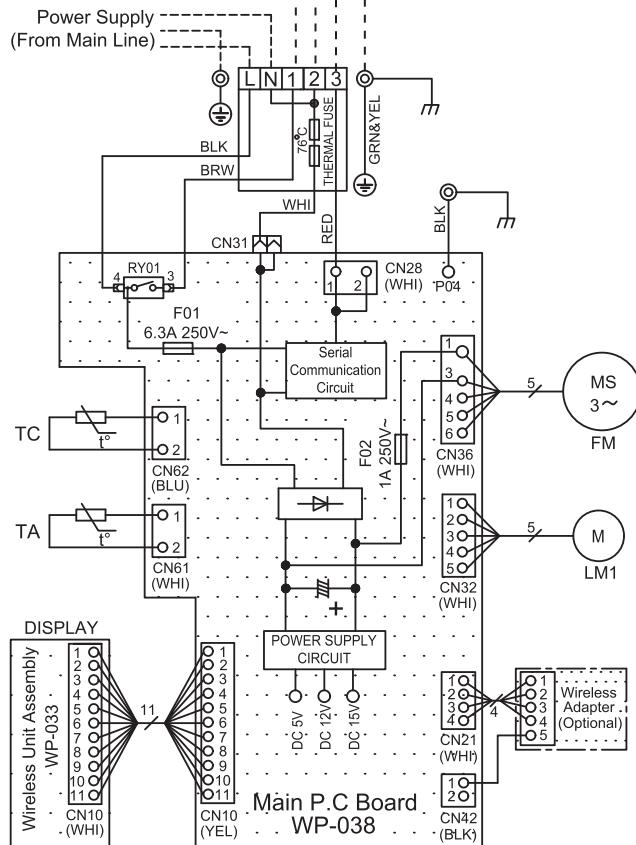 Power Supply
(From Main Line)
L N 1 2 3
76°C
THERMAL FUSE
GRN&YEL
BLK
BRW
WHI
RED
BLK
CN31
RY01
4 3
1 2
CN28
(WHI)
P04
F01
6.3A 250V~
Serial
Communication
Circuit
1
3
4
5
6
CN36
(WHI)
5
MS
3~
FM
TC
t°
1
2
CN62
(BLU)
F02
1A 250V~
TA
t°
1
2
CN61
(WHI)
1
2
3
4
5
CN32
(WHI)
5
M
LM1
+
POWER SUPPLY
CIRCUIT
DC 5V
DC 12V
DC 15V
DISPLAY
Wireless Unit Assembly
WP-033
1
2
3
4
5
6
7
8
9
10
11
CN10
(WHI)
11
1
2
3
4
5
6
7
8
9
10
11
CN10
(YEL)
Main P.C Board
WP-038
1
2
3
4
CN21
(WHI)
4
1
2
3
4
5
Wireless
Adapter
(Optional)
1
2
CN42
(BLK)